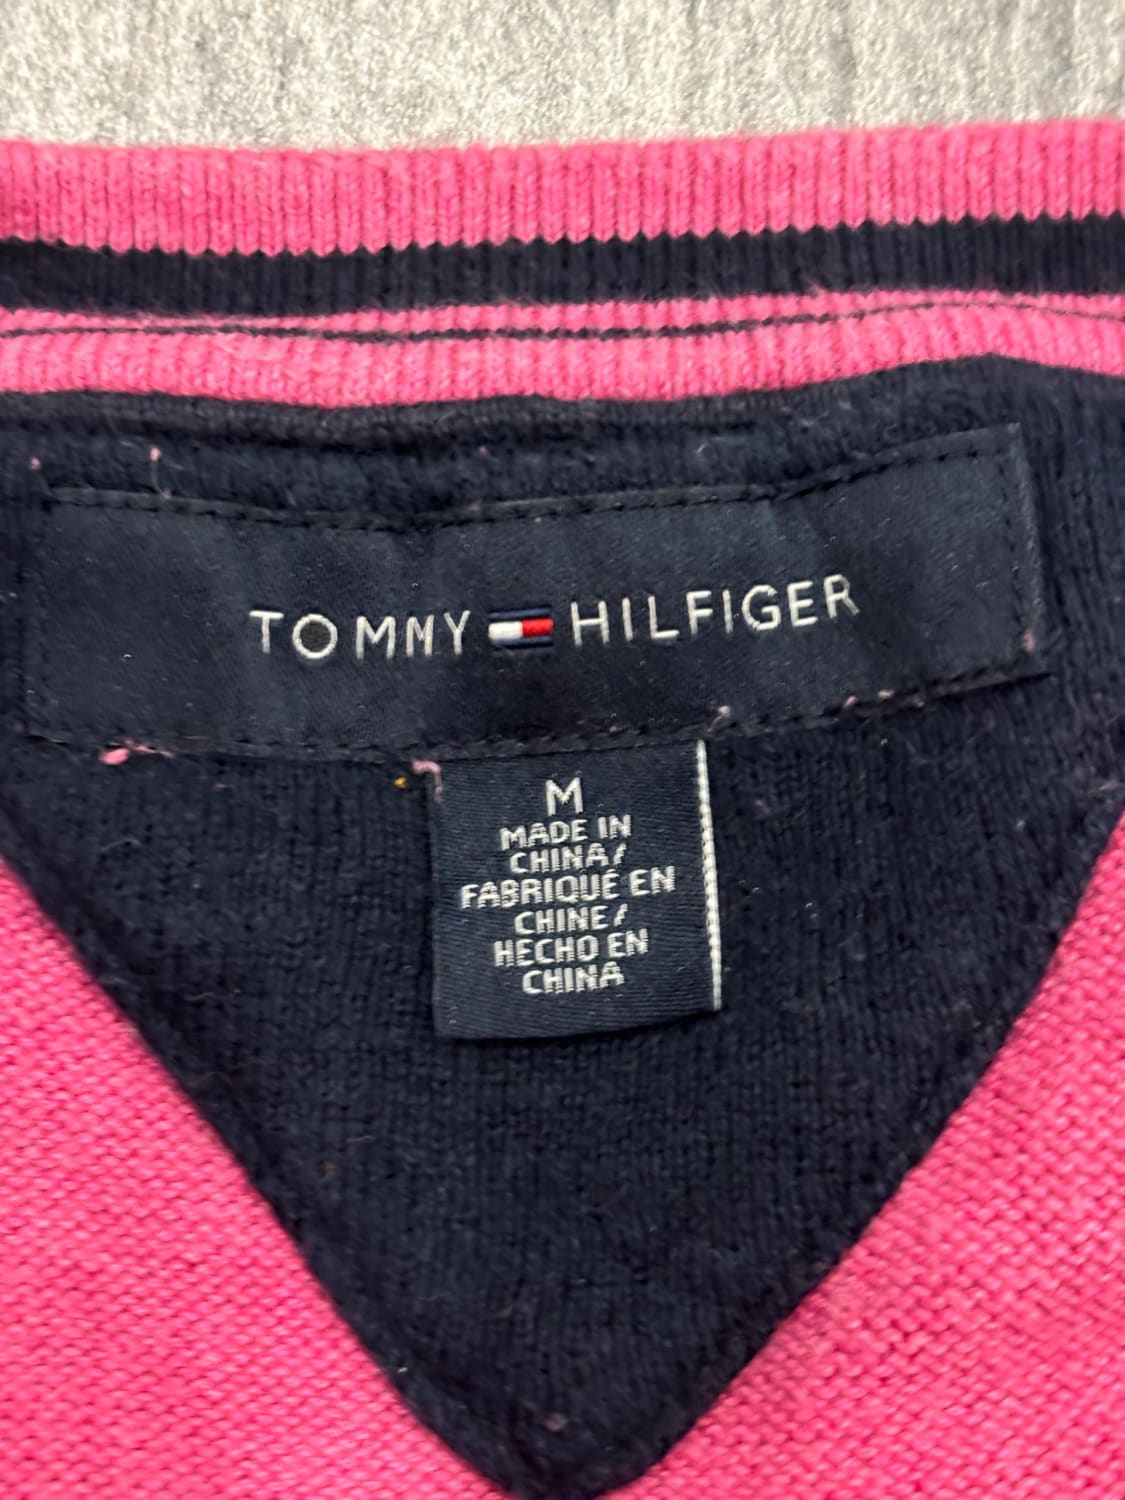 TOMMY HILFIGER
M
MADE IN
CHINA/
FABRIQUÉ EN
CHINE/
HECHO EN
CHINA